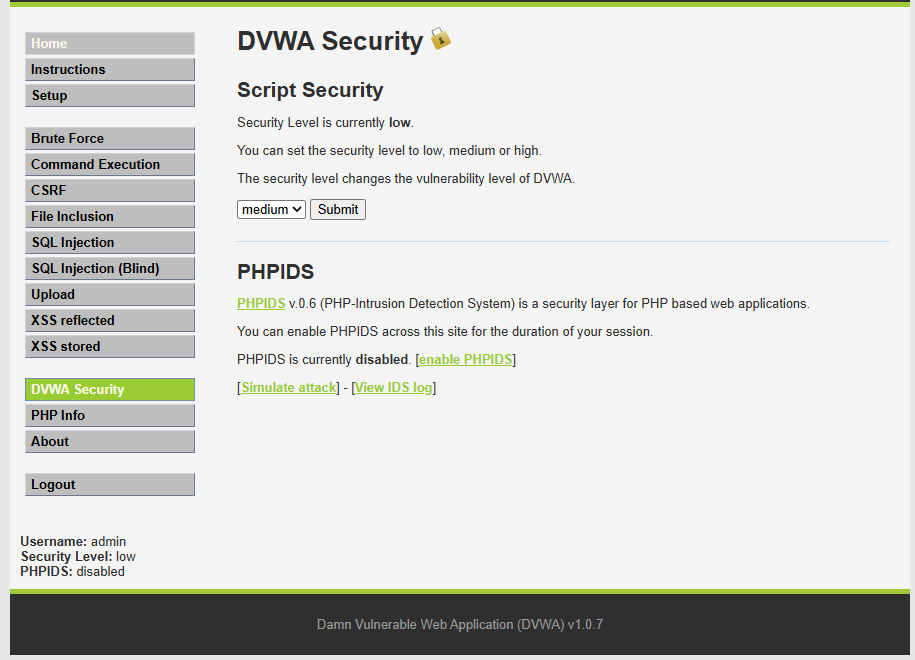 Home
Instructions
Setup
Brute Force
Command Execution
CSRF
File Inclusion
SQL Injection
SQL Injection (Blind)
Upload
XSS reflected
XSS stored
DVWA Security
PHP Info
About
Logout
Username: admin
Security Level: low
PHPIDS: disabled
DVWA Security
Script Security
Security Level is currently low.
You can set the security level to low, medium or high.
The security level changes the vulnerability level of DVWA.
medium Submit
PHPIDS
PHPIDS v.0.6 (PHP-Intrusion Detection System) is a security layer for PHP based web applications.
You can enable PHPIDS across this site for the duration of your session.
PHPIDS is currently disabled. [enable PHPIDS]
[Simulate attack] - [View IDS log]
Damn Vulnerable Web Application (DVWA) v1.0.7